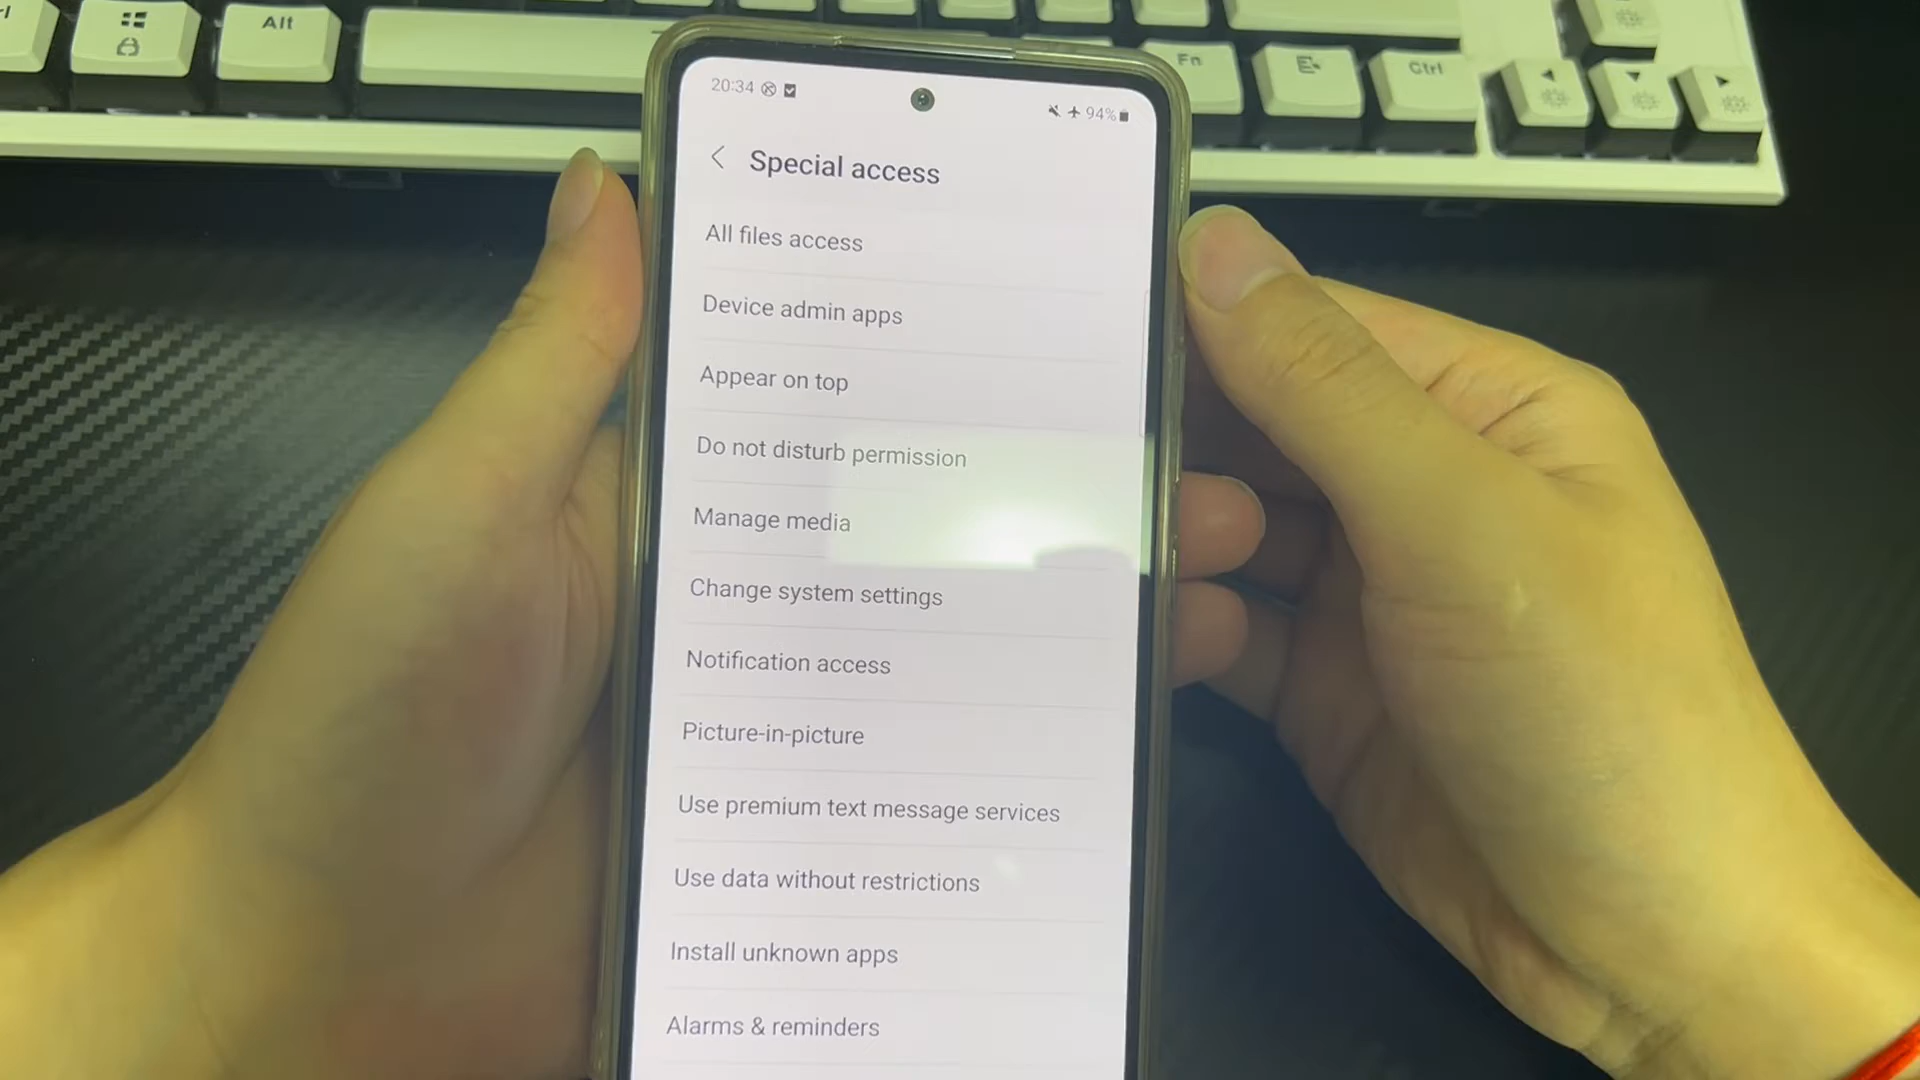 Alt
Fn
Ctrl
20:34
94%
Special access
All files access
Device admin apps
Appear on top
Do not disturb permission
Manage media
Change system settings
Notification access
Picture-in-picture
Use premium text message services
Use data without restrictions
Install unknown apps
Alarms & reminders